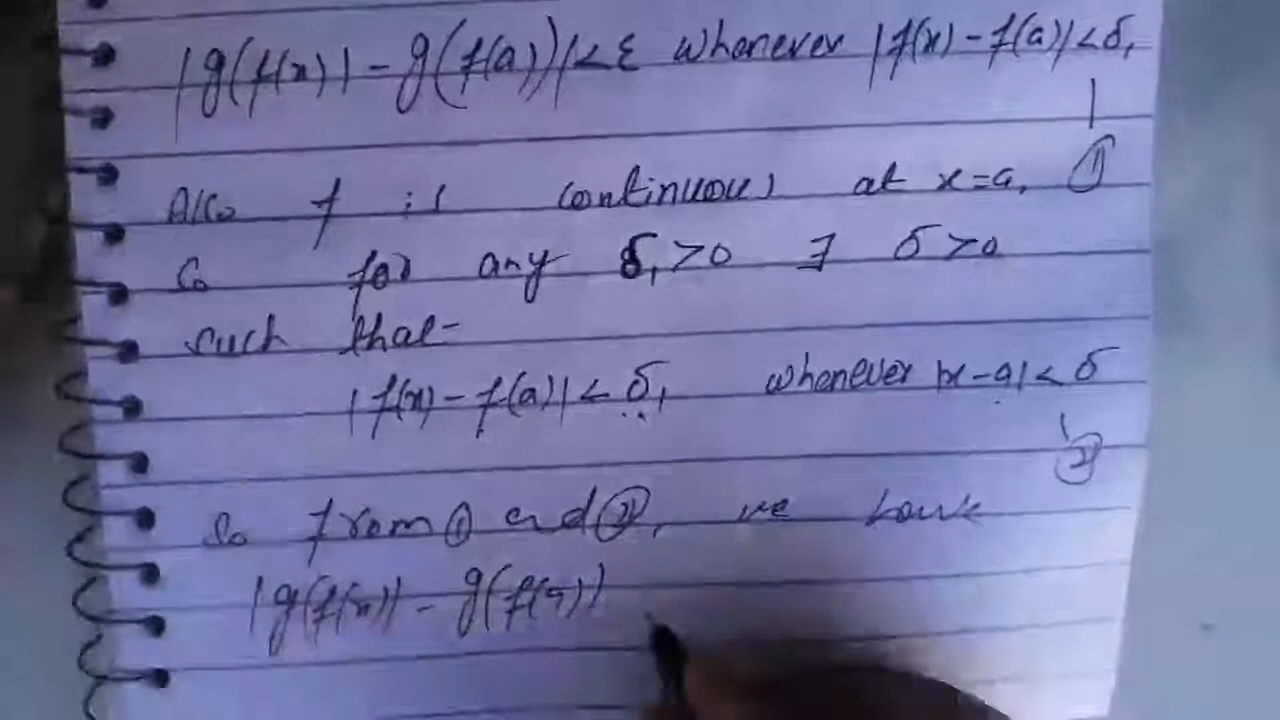 |g(f(x)) - g(f(a))| < ε whenever |f(x) - f(a)| < δ₁
Also f is continuous at x=a, ①
So for any δ₁>0 ∃ δ>0
such that
|f(x) - f(a)| < δ₁ whenever |x-a| < δ
②
So from ① and ②, we have
|g(f(x)) - g(f(a))